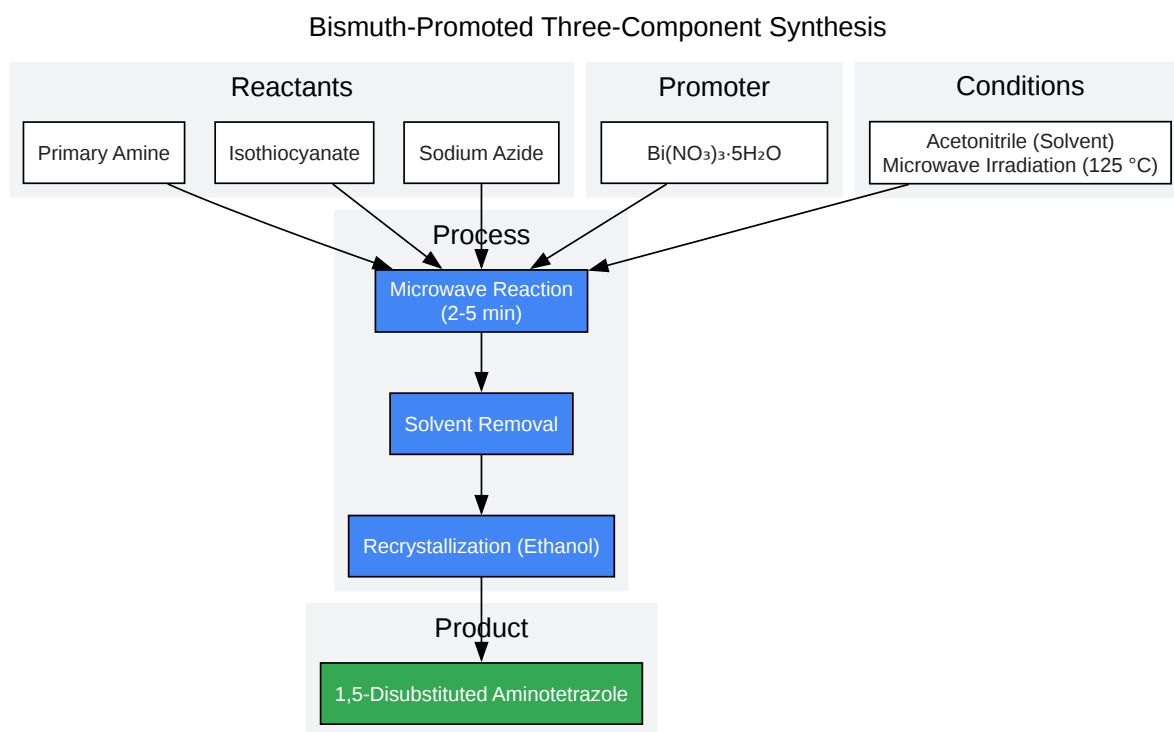 Bismuth-Promoted Three-Component Synthesis
Reactants
Promoter
Conditions
Primary Amine
Isothiocyanate
Sodium Azide
Bi(NO₃)₃·5H₂O
Acetonitrile (Solvent)
Microwave Irradiation (125 °C)
Process
Microwave Reaction
(2-5 min)
Solvent Removal
Recrystallization (Ethanol)
Product
1,5-Disubstituted Aminotetrazole